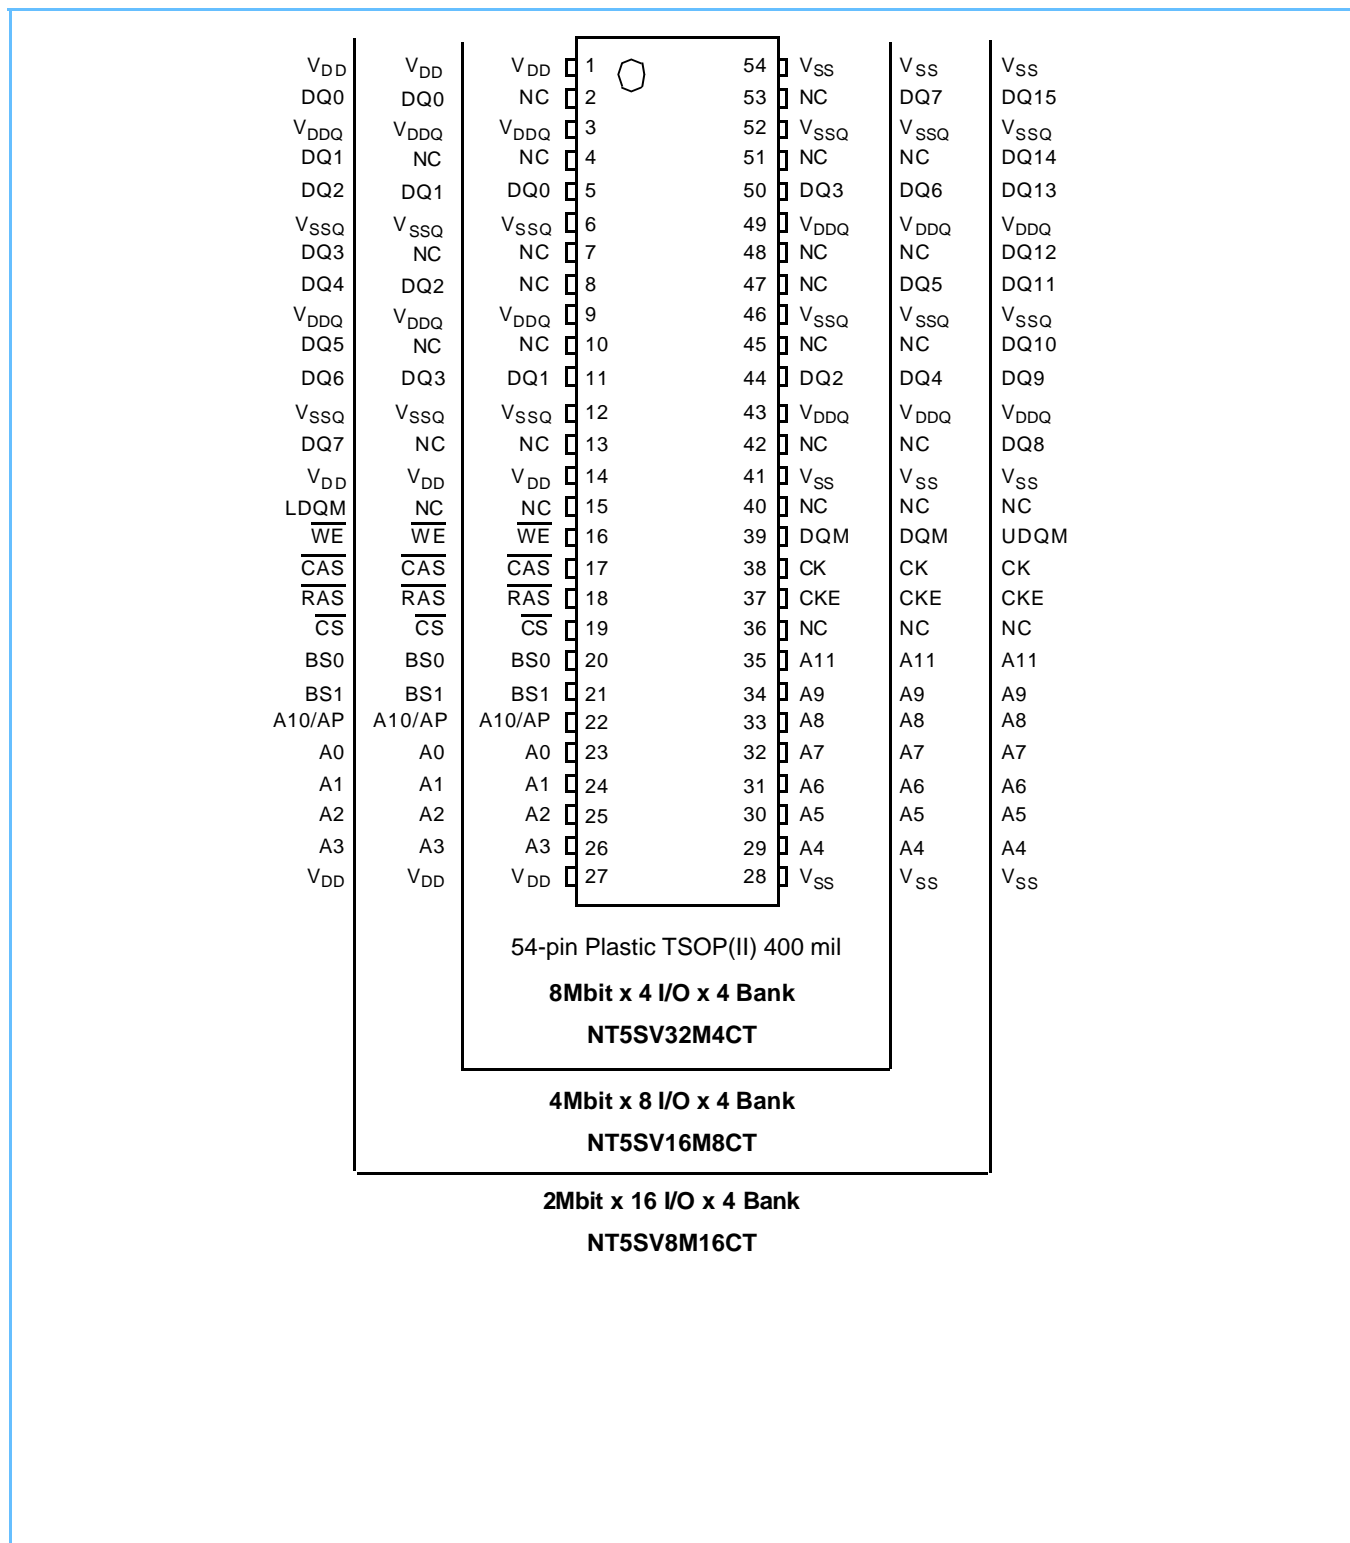 VDD VDD VDD 1 54 VSS VSS VSS
DQ0 DQ0 NC 2 53 NC DQ7 DQ15
VDDQ VDDQ VDDQ 3 52 VSSQ VSSQ VSSQ
DQ1 NC NC 4 51 NC NC DQ14
DQ2 DQ1 DQ0 5 50 DQ3 DQ6 DQ13
VSSQ VSSQ VSSQ 6 49 VDDQ VDDQ VDDQ
DQ3 NC NC 7 48 NC NC DQ12
DQ4 DQ2 NC 8 47 NC DQ5 DQ11
VDDQ VDDQ VDDQ 9 46 VSSQ VSSQ VSSQ
DQ5 NC NC 10 45 NC NC DQ10
DQ6 DQ3 DQ1 11 44 DQ2 DQ4 DQ9
VSSQ VSSQ VSSQ 12 43 VDDQ VDDQ VDDQ
DQ7 NC NC 13 42 NC NC DQ8
VDD VDD VDD 14 41 VSS VSS VSS
LDQM NC NC 15 40 NC NC NC
WE WE WE 16 39 DQM DQM UDQM
CAS CAS CAS 17 38 CK CK CK
RAS RAS RAS 18 37 CKE CKE CKE
CS CS CS 19 36 NC NC NC
BS0 BS0 BS0 20 35 A11 A11 A11
BS1 BS1 BS1 21 34 A9 A9 A9
A10/AP A10/AP A10/AP 22 33 A8 A8 A8
A0 A0 A0 23 32 A7 A7 A7
A1 A1 A1 24 31 A6 A6 A6
A2 A2 A2 25 30 A5 A5 A5
A3 A3 A3 26 29 A4 A4 A4
VDD VDD VDD 27 28 VSS VSS VSS
54-pin Plastic TSOP(II) 400 mil
8Mbit x 4 I/O x 4 Bank
NT5SV32M4CT
4Mbit x 8 I/O x 4 Bank
NT5SV16M8CT
2Mbit x 16 I/O x 4 Bank
NT5SV8M16CT